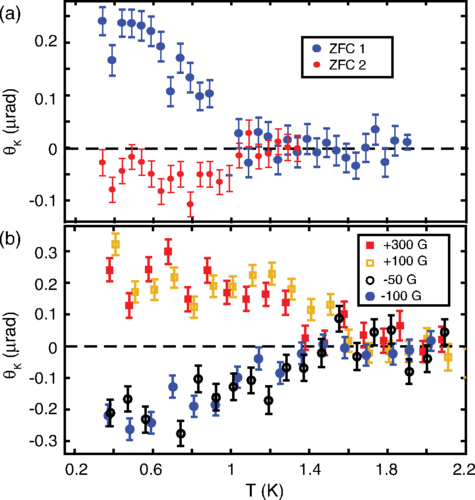 (a)
0.2
0.1
0
-0.1
θK (μrad)
ZFC 1
ZFC 2
(b)
0.3
0.2
0.1
0
-0.1
-0.2
-0.3
θK (μrad)
+300 G
+100 G
-50 G
-100 G
0.2 0.6 1 1.4 1.8 2.2
T (K)